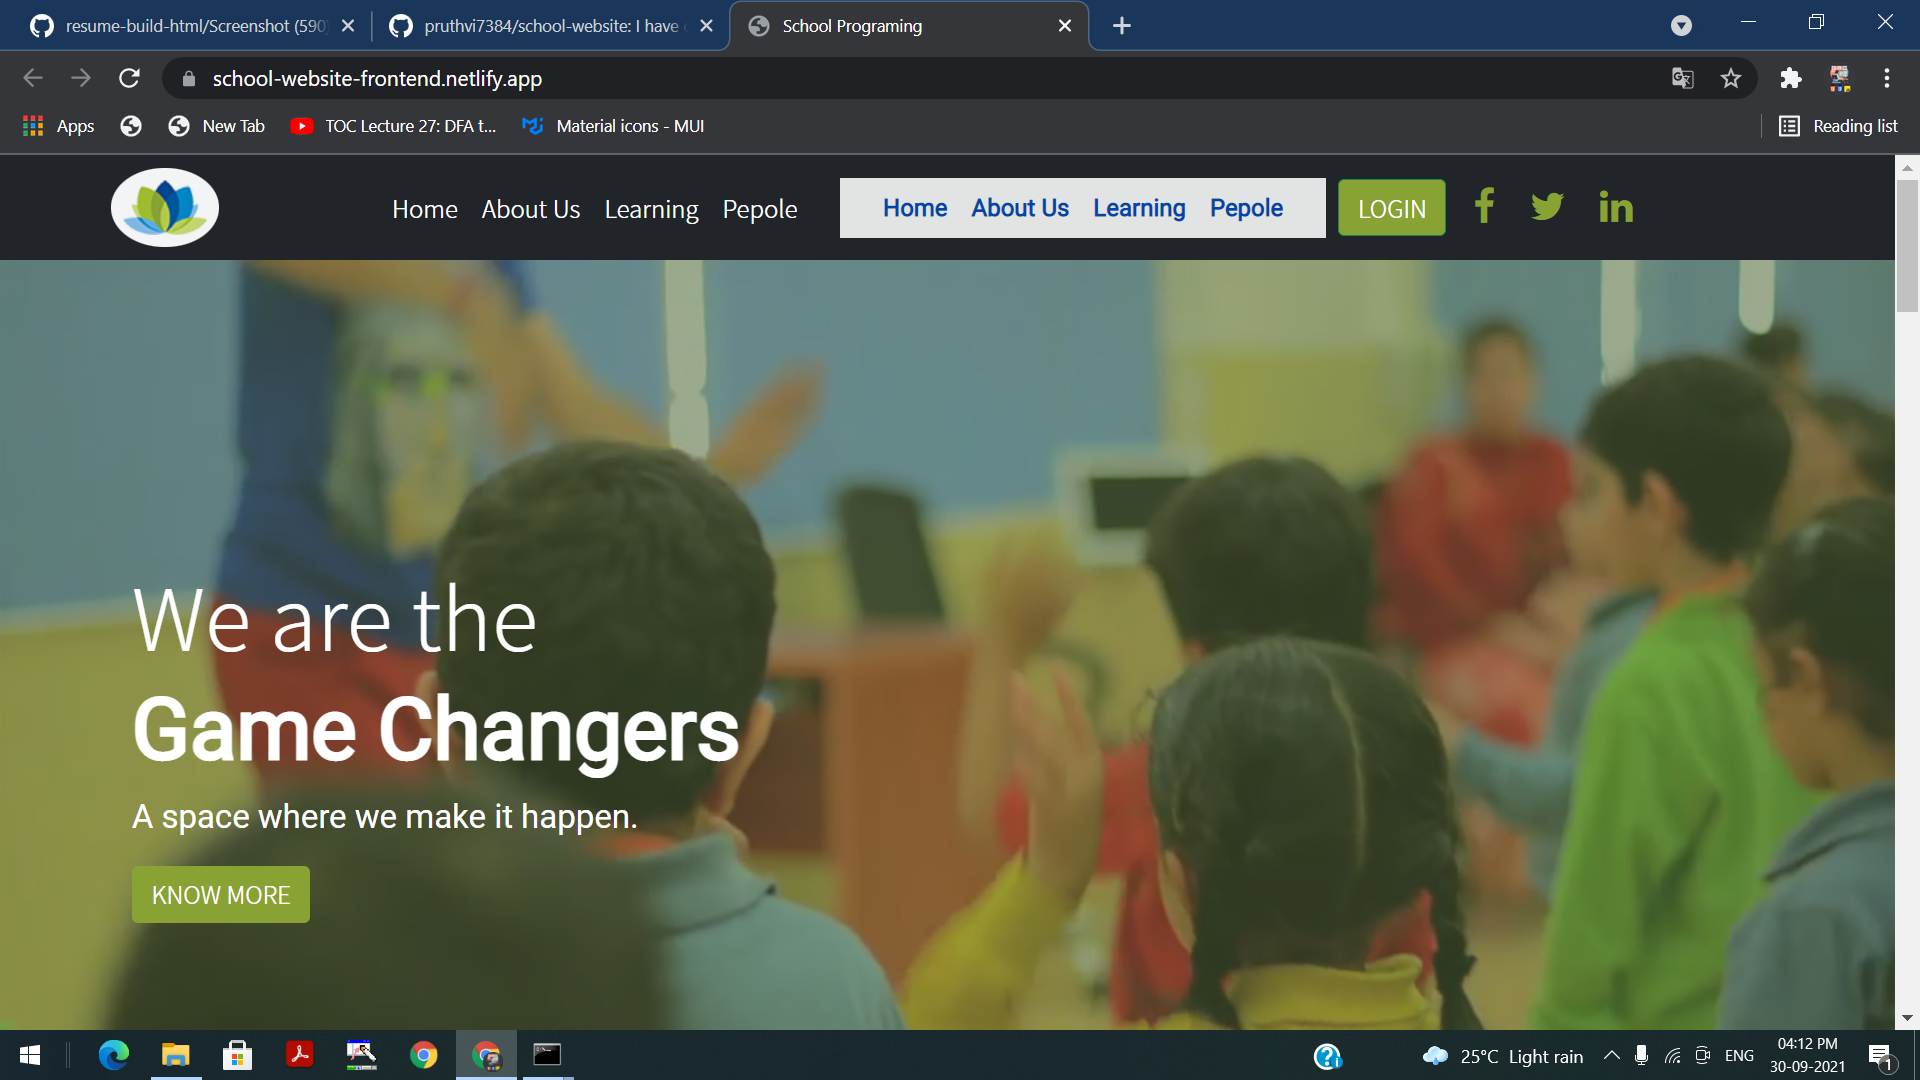 resume-build-html/Screenshot (590)
pruthvi7384/school-website: I have
School Programing
school-website-frontend.netlify.app
Apps
New Tab
TOC Lecture 27: DFA t...
Material icons - MUI
Reading list
Home About Us Learning Pepole
Home About Us Learning Pepole
LOGIN
We are the
Game Changers
A space where we make it happen.
KNOW MORE
25°C Light rain
ENG
04:12 PM
30-09-2021
1